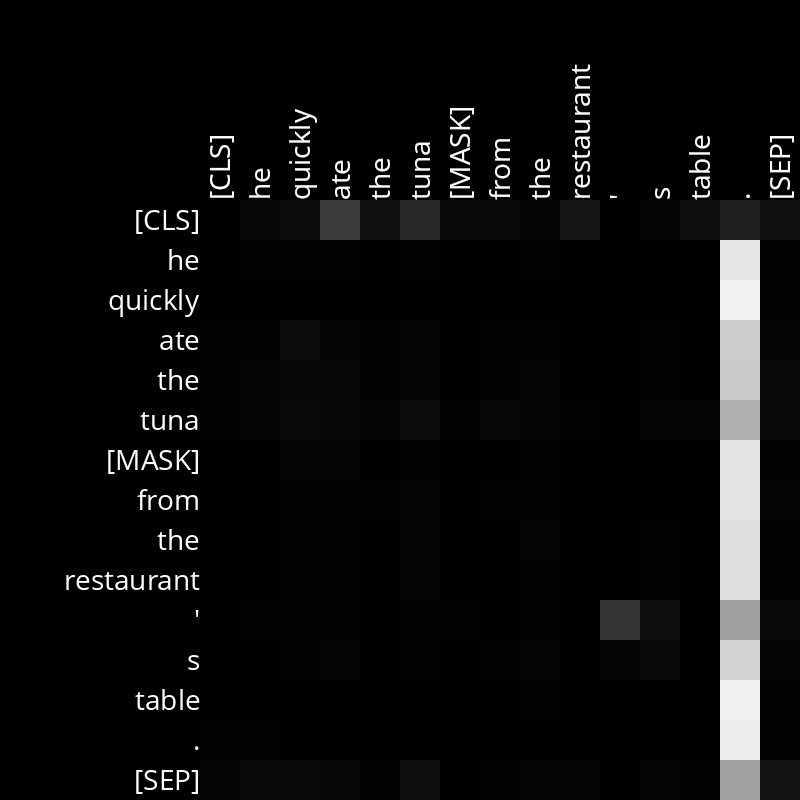 [CLS] he quickly ate the tuna [MASK] from the restaurant ' s table . [SEP]
[CLS]
he
quickly
ate
the
tuna
[MASK]
from
the
restaurant
'
s
table
.
[SEP]